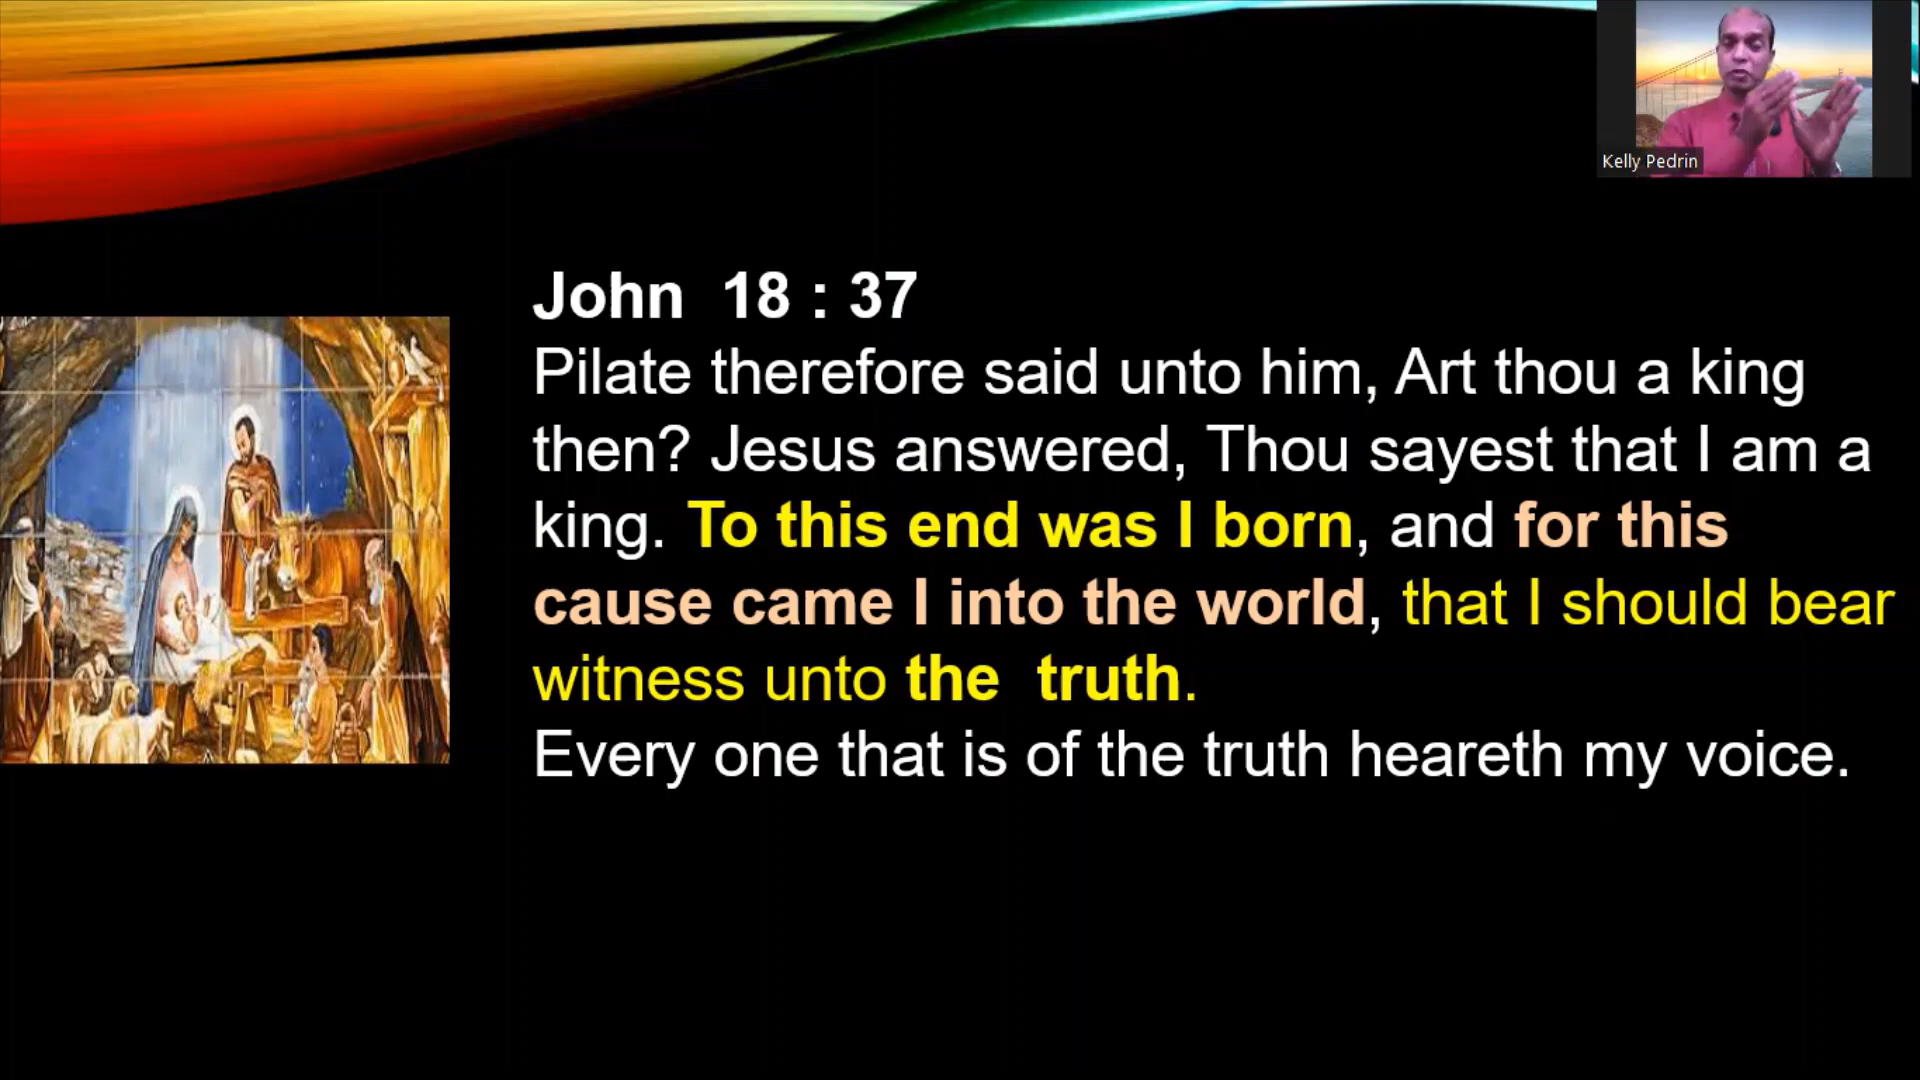 Kelly Pedrin
John 18 : 37
Pilate therefore said unto him, Art thou a king
then? Jesus answered, Thou sayest that I am a
king. To this end was I born, and for this
cause came I into the world, that I should bear
witness unto the truth.
Every one that is of the truth heareth my voice.